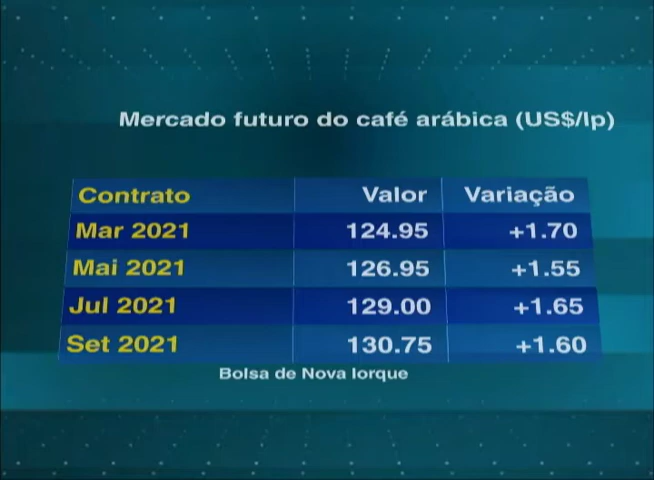 Mercado futuro do café arábica (US$/lp)
Contrato Valor Variação
Mar 2021 124.95 +1.70
Mai 2021 126.95 +1.55
Jul 2021 129.00 +1.65
Set 2021 130.75 +1.60
Bolsa de Nova Iorque